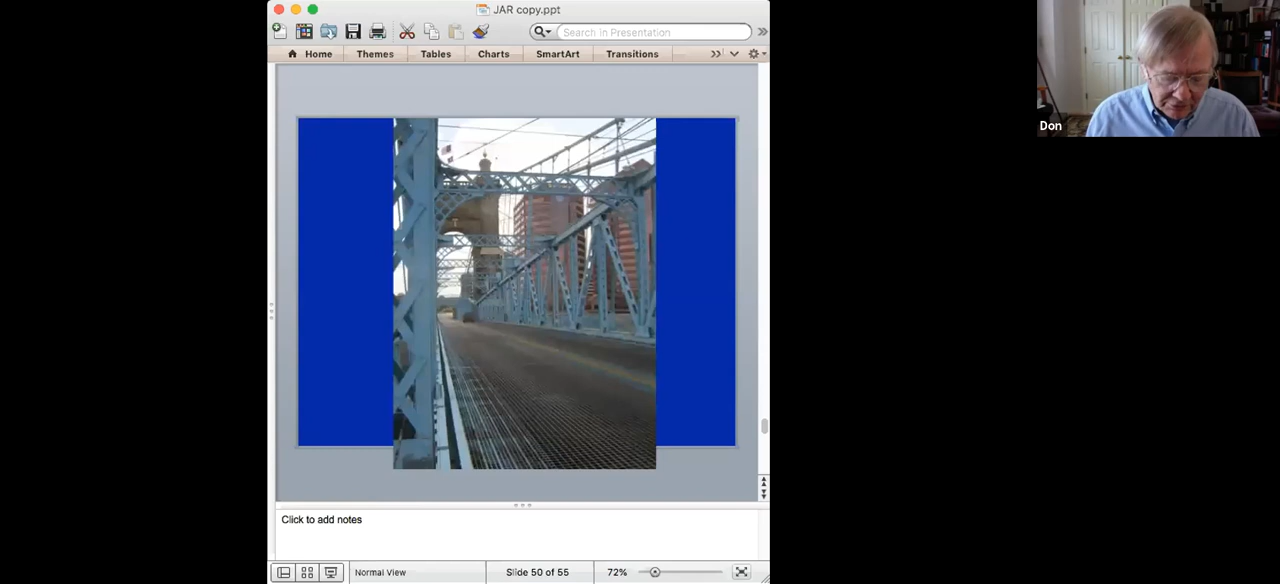 JAR copy.ppt
Search in Presentation
Home Themes Tables Charts SmartArt Transitions
Don
Click to add notes
Normal View Slide 50 of 55 72%